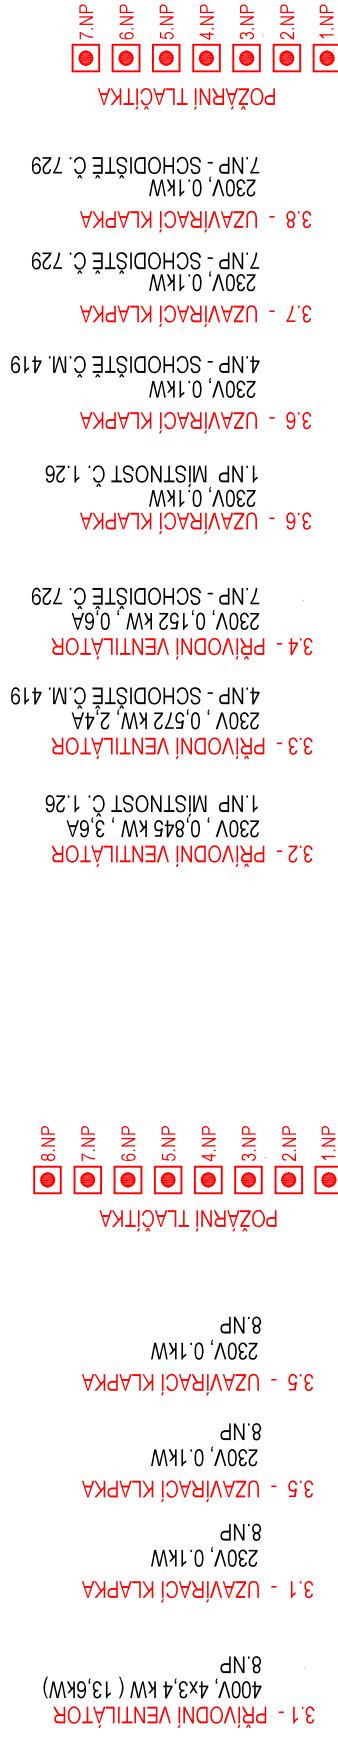 3.1 - PŘÍVODNÍ VENTILÁTOR
400V, 4x3,4 kW ( 13,6kW)
8.NP
3.1 - UZAVÍRACÍ KLAPKA
230V, 0.1kW
8.NP
3.5 - UZAVÍRACÍ KLAPKA
230V, 0.1kW
8.NP
3.5 - UZAVÍRACÍ KLAPKA
230V, 0.1kW
8.NP
POŽÁRNÍ TLAČÍTKA
1.NP
2.NP
3.NP
4.NP
5.NP
6.NP
7.NP
8.NP
3.2 - PŘÍVODNÍ VENTILÁTOR
230V , 0,845 kW , 3,6A
1.NP MÍSTNOST Č. 1.26
3.3 - PŘÍVODNÍ VENTILÁTOR
230V , 0,572 kW, 2,4A
4.NP - SCHODIŠTĚ Č.M. 419
3.4 - PŘÍVODNÍ VENTILÁTOR
230V, 0,152 kW , 0,6A
7.NP - SCHODIŠTĚ Č. 729
3.6 - UZAVÍRACÍ KLAPKA
230V, 0.1kW
1.NP MÍSTNOST Č. 1.26
3.6 - UZAVÍRACÍ KLAPKA
230V, 0.1kW
4.NP - SCHODIŠTĚ Č.M. 419
3.7 - UZAVÍRACÍ KLAPKA
230V, 0.1kW
7.NP - SCHODIŠTĚ Č. 729
3.8 - UZAVÍRACÍ KLAPKA
230V, 0.1kW
7.NP - SCHODIŠTĚ Č. 729
POŽÁRNÍ TLAČÍTKA
1.NP
2.NP
3.NP
4.NP
5.NP
6.NP
7.NP